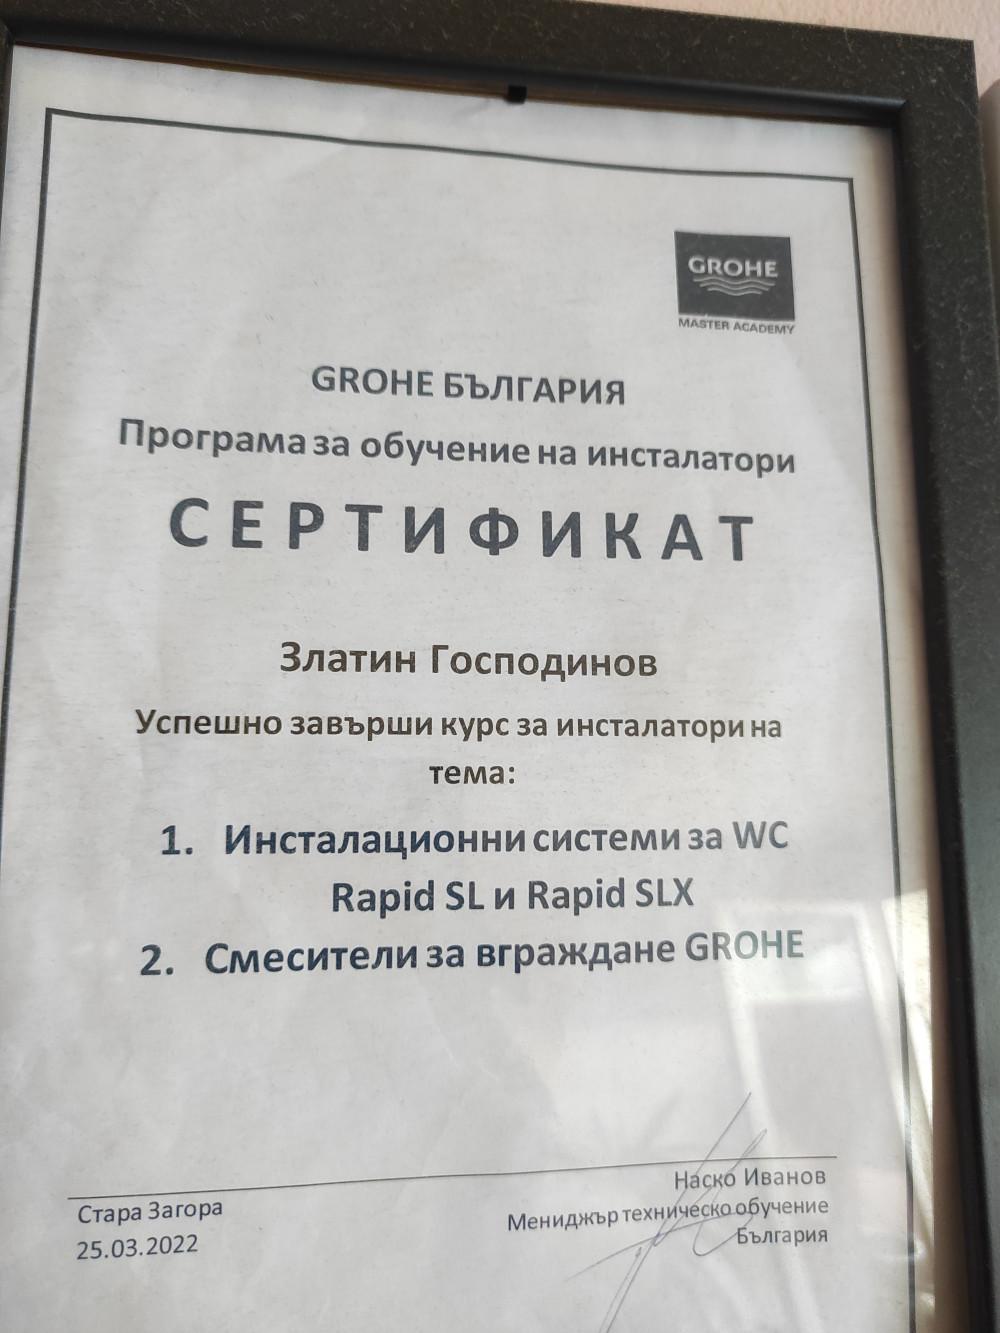 GROHE
MASTER ACADEMY
GROHE БЪЛГАРИЯ
Програма за обучение на инсталатори
СЕРТИФИКАТ
Златин Господинов
Успешно завърши курс за инсталатори на
тема:
1. Инсталационни системи за WC
Rapid SL и Rapid SLX
2. Смесители за вграждане GROHE
Стара Загора
25.03.2022
Наско Иванов
Мениджър техническо обучение
България